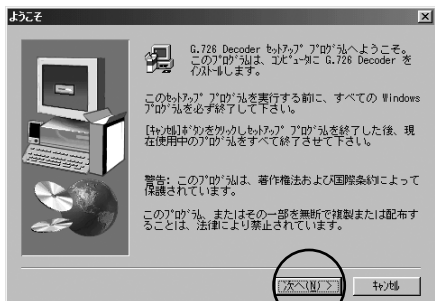 ようこそ
G.726 Decoder ｾｯﾄｱｯﾌﾟ ﾌﾟﾛｸﾞﾗﾑへようこそ。
このﾌﾟﾛｸﾞﾗﾑは、ｺﾝﾋﾟｭｰﾀに G.726 Decoder を
ｲﾝｽﾄｰﾙします。
このｾｯﾄｱｯﾌﾟ ﾌﾟﾛｸﾞﾗﾑを実行する前に、すべての Windows
ﾌﾟﾛｸﾞﾗﾑを必ず終了して下さい。
[ｷｬﾝｾﾙ]ﾎﾞﾀﾝをｸﾘｯｸしｾｯﾄｱｯﾌﾟ ﾌﾟﾛｸﾞﾗﾑを終了した後、現
在使用中のﾌﾟﾛｸﾞﾗﾑをすべて終了させて下さい。
警告: このﾌﾟﾛｸﾞﾗﾑは、著作権法および国際条約によって
保護されています。
このﾌﾟﾛｸﾞﾗﾑ、またはその一部を無断で複製または配布す
ることは、法律により禁止されています。
次へ(N) >
ｷｬﾝｾﾙ